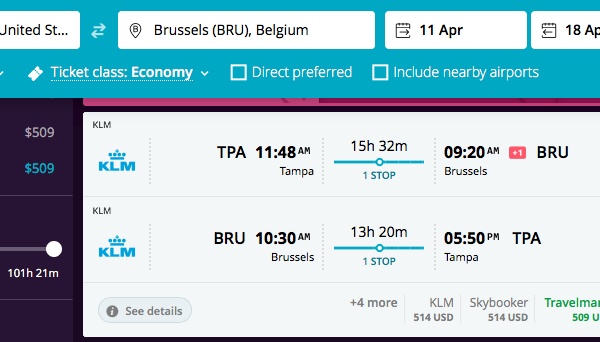 United St...
Brussels (BRU), Belgium
11 Apr
18 Ap
Ticket class: Economy
Direct preferred
Include nearby airports
$509
$509
101h 21m
KLM
KLM
TPA 11:48 AM
Tampa
15h 32m
1 STOP
09:20 AM +1 BRU
Brussels
KLM
KLM
BRU 10:30 AM
Brussels
13h 20m
1 STOP
05:50 PM TPA
Tampa
See details
+4 more
KLM
514 USD
Skybooker
514 USD
Travelmar
509 U